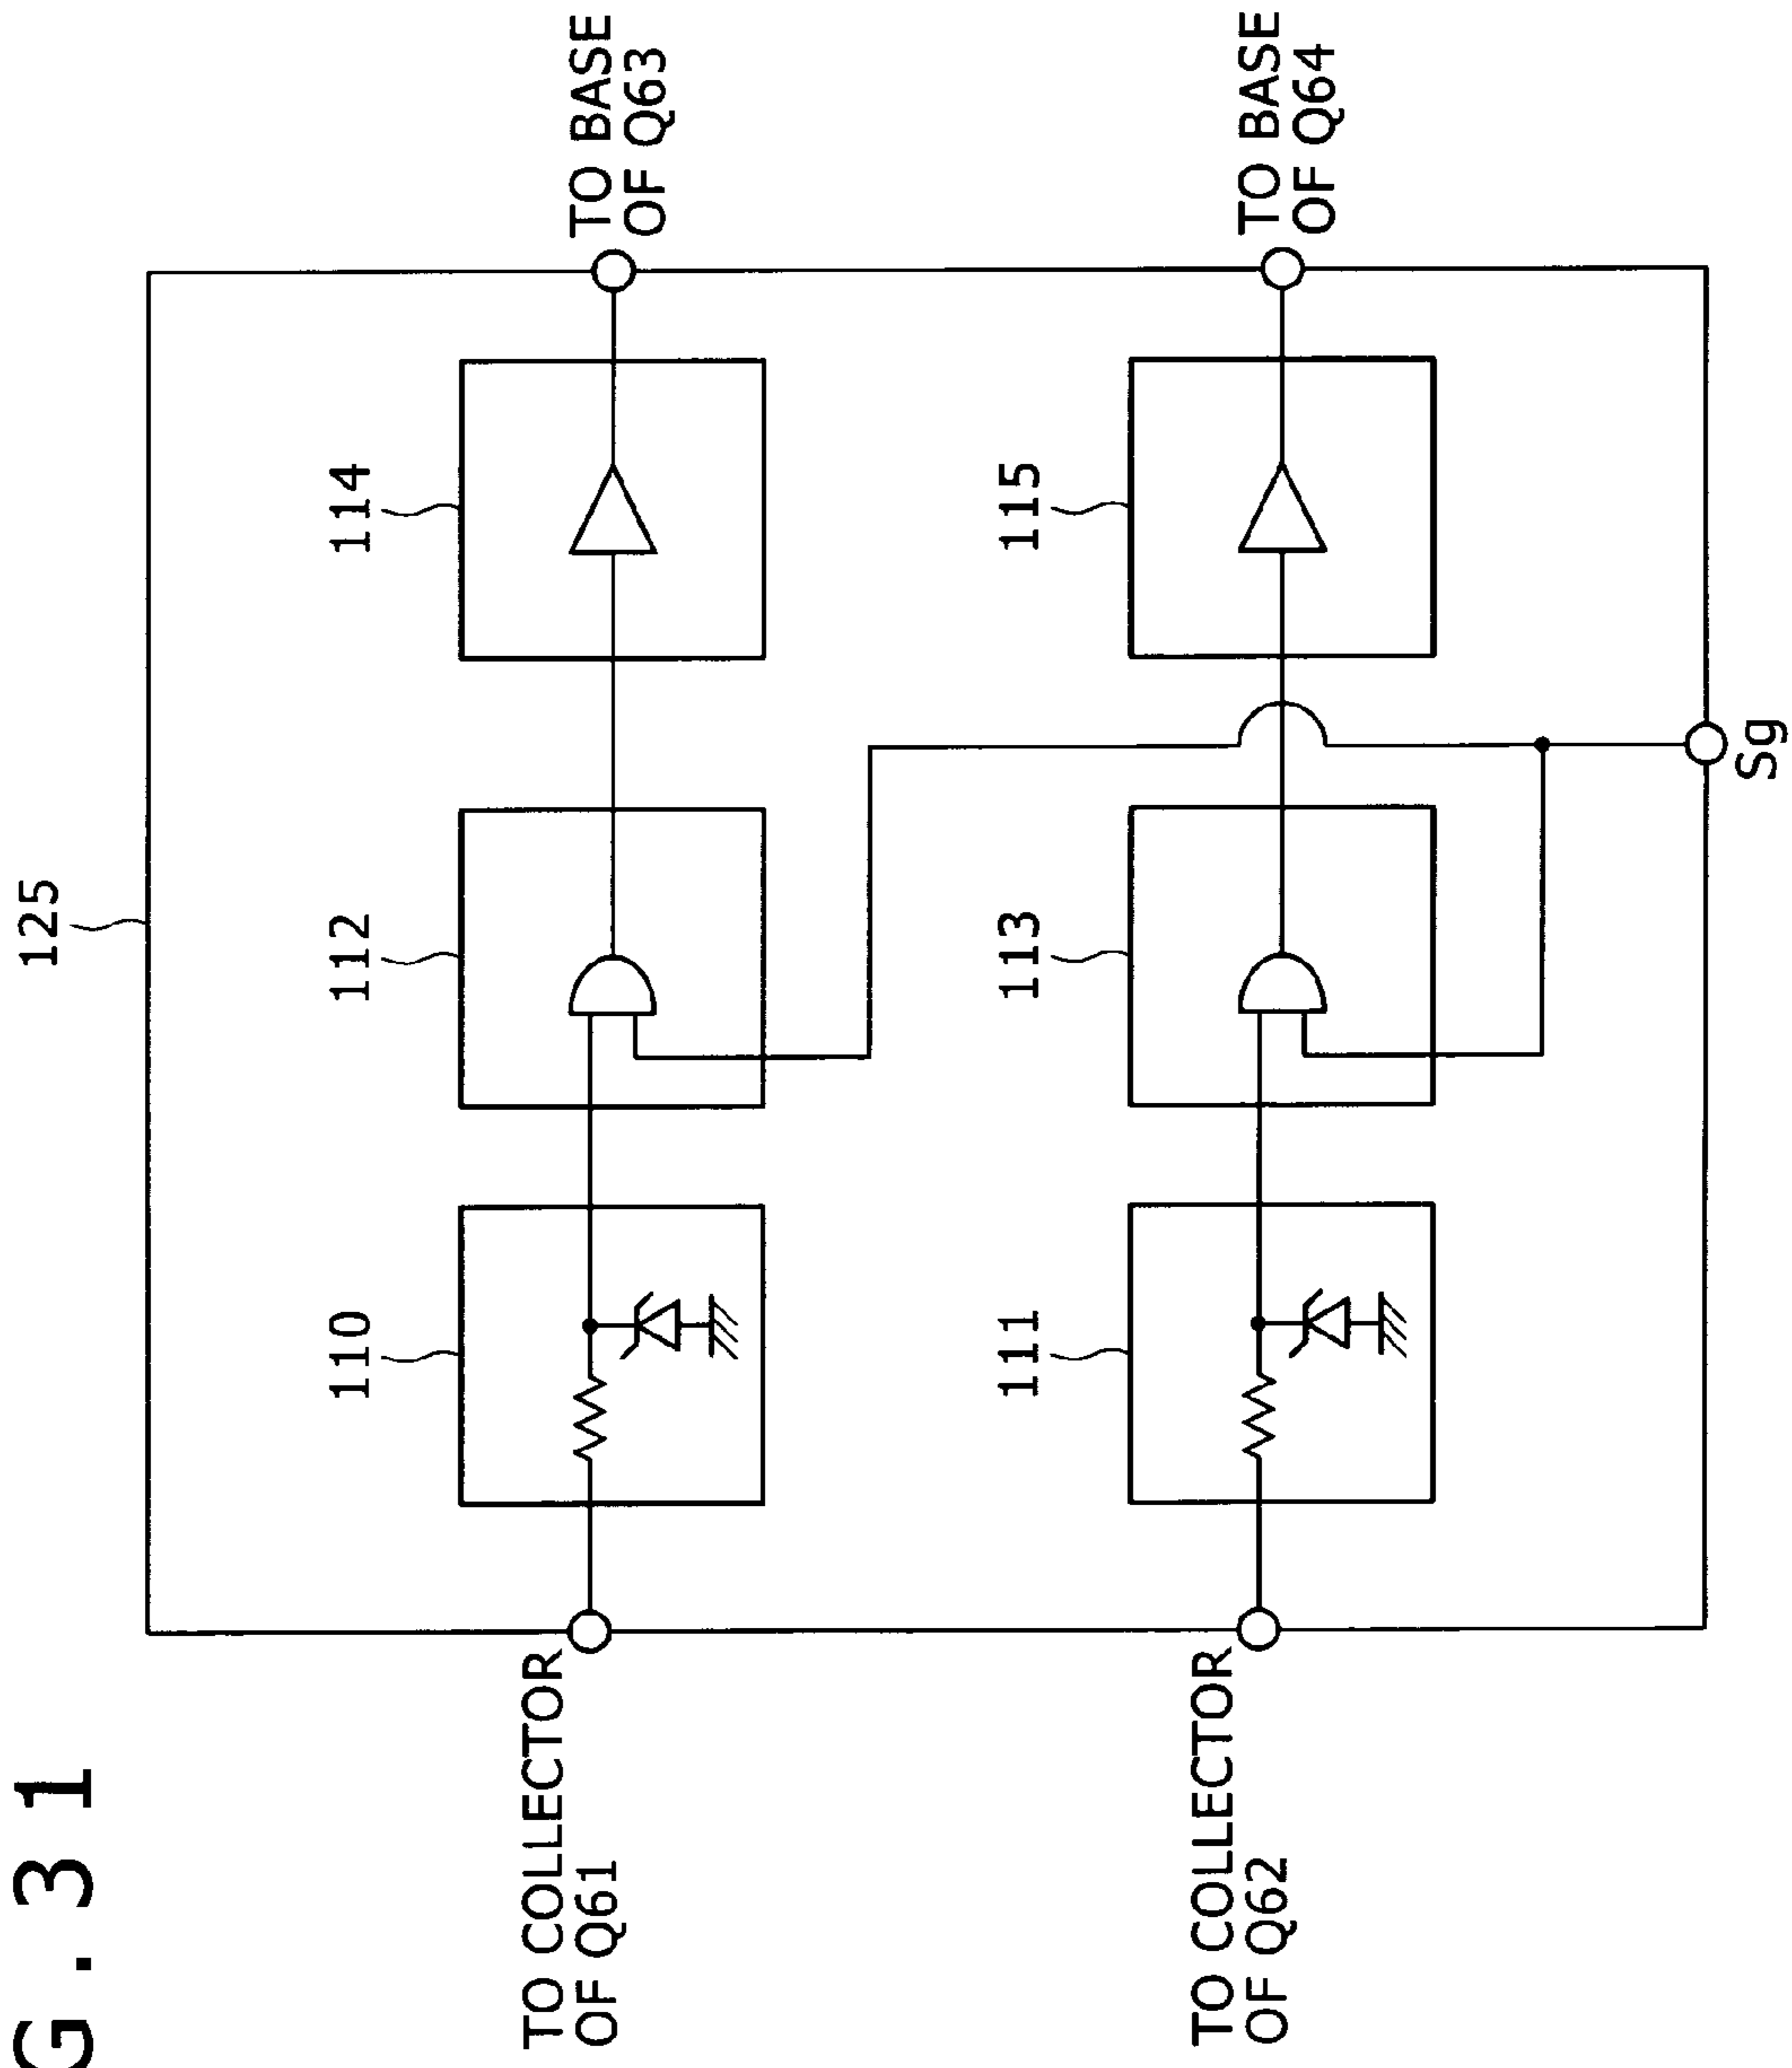 G.31
125
110
112
114
TO COLLECTOR
OF Q61
TO BASE
OF Q63
111
113
115
TO COLLECTOR
OF Q62
TO BASE
OF Q64
Sg